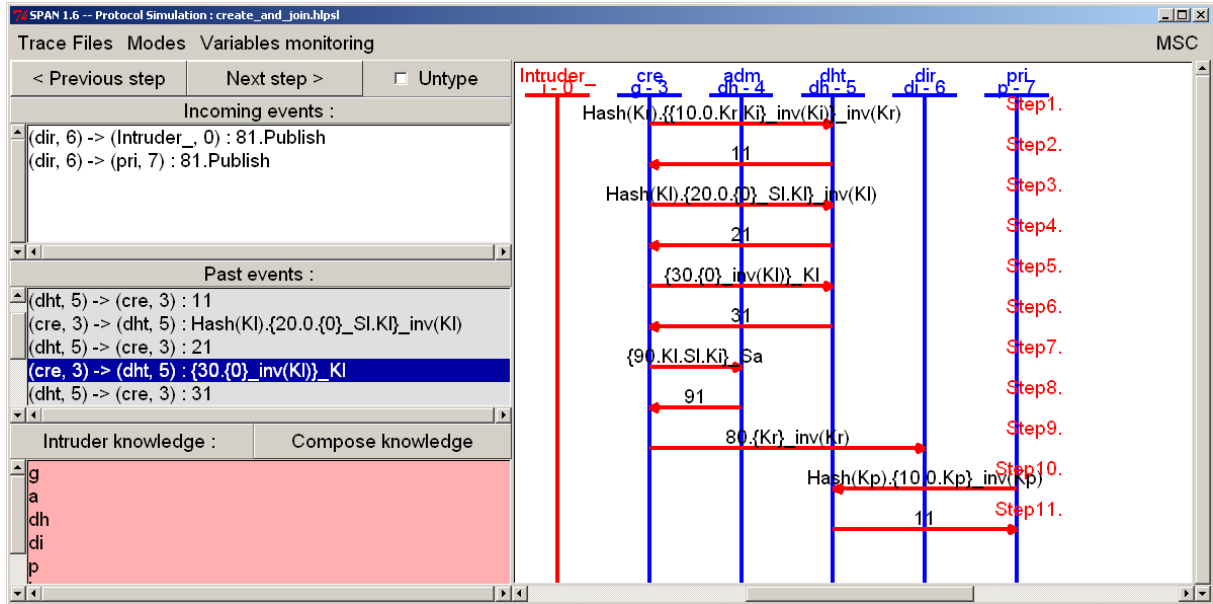 SPAN 1.6 -- Protocol Simulation : create_and_join.hlpsl
Trace Files Modes Variables monitoring MSC
< Previous step Next step > Untype
Incoming events :
(dir, 6) -> (Intruder_, 0) : 81.Publish
(dir, 6) -> (pri, 7) : 81.Publish
Past events :
(dht, 5) -> (cre, 3) : 11
(cre, 3) -> (dht, 5) : Hash(Kl).{20.0.{0}_Sl.Kl}_inv(Kl)
(dht, 5) -> (cre, 3) : 21
(cre, 3) -> (dht, 5) : {30.{0}_inv(Kl)}_Kl
(dht, 5) -> (cre, 3) : 31
Intruder knowledge : Compose knowledge
g
a
dh
di
p
Intruder_ cre adm dht dir pri
i - 0 g - 3 dh - 4 dh - 5 di - 6 p - 7
Step1.
Hash(Kr).{{10.0.Kr.Ki}_inv(Ki)}_inv(Kr)
Step2.
11
Step3.
Hash(Kl).{20.0.{0}_Sl.Kl}_inv(Kl)
Step4.
21
Step5.
{30.{0}_inv(Kl)}_Kl
Step6.
31
Step7.
{90.Kl.Sl.Ki}_Sa
Step8.
91
Step9.
80.{Kr}_inv(Kr)
Step10.
Hash(Kp).{10.0.Kp}_inv(Kp)
Step11.
11